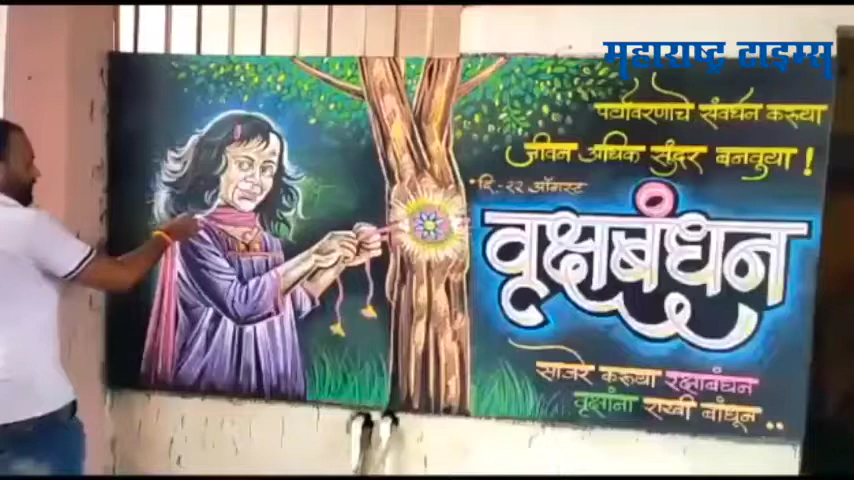 महाराष्ट्र टाइम्स
पर्यावरणाचे संवर्धन करूया
जीवन अधिक सुंदर बनवुया !
दि.-२२ ऑगस्ट
वृक्षबंधन
साजरे करूया रक्षाबंधन
वृक्षांना राखी बांधून..